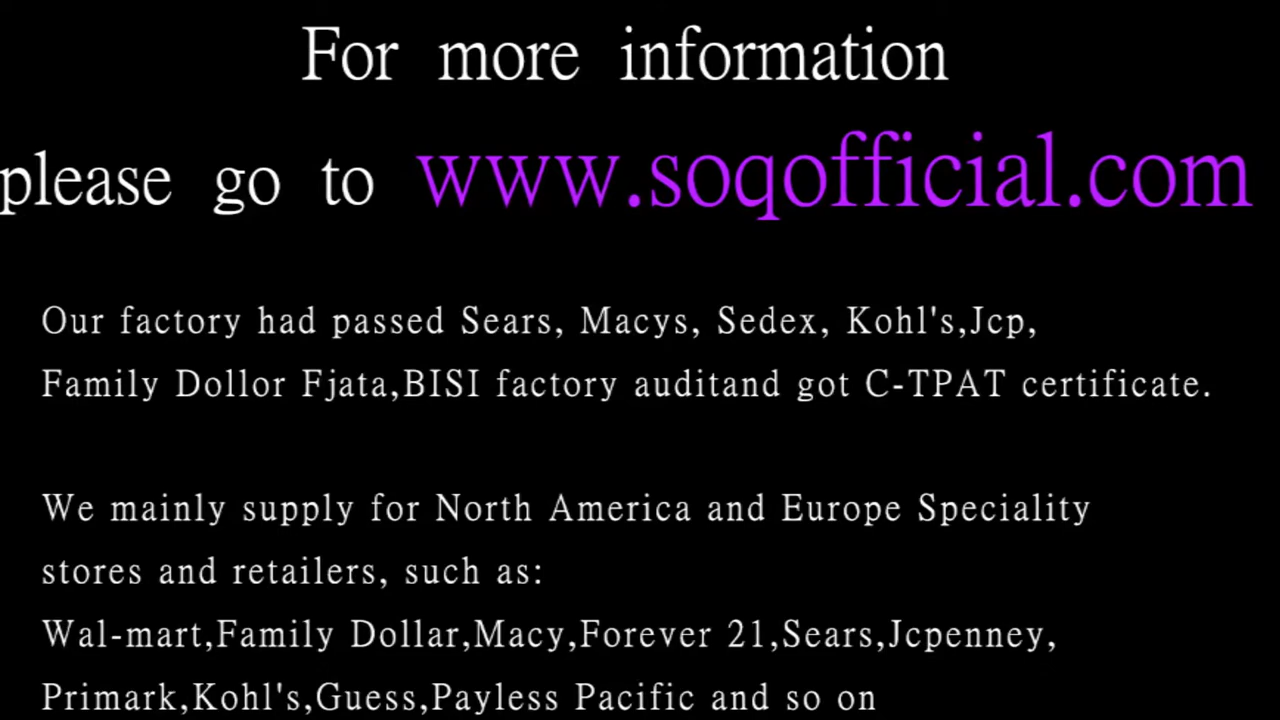 For more information
please go to www.soqofficial.com
Our factory had passed Sears, Macys, Sedex, Kohl's,Jcp,
Family Dollor Fjata,BISI factory auditand got C-TPAT certificate.
We mainly supply for North America and Europe Speciality
stores and retailers, such as:
Wal-mart,Family Dollar,Macy,Forever 21,Sears,Jcpenney,
Primark,Kohl's,Guess,Payless Pacific and so on